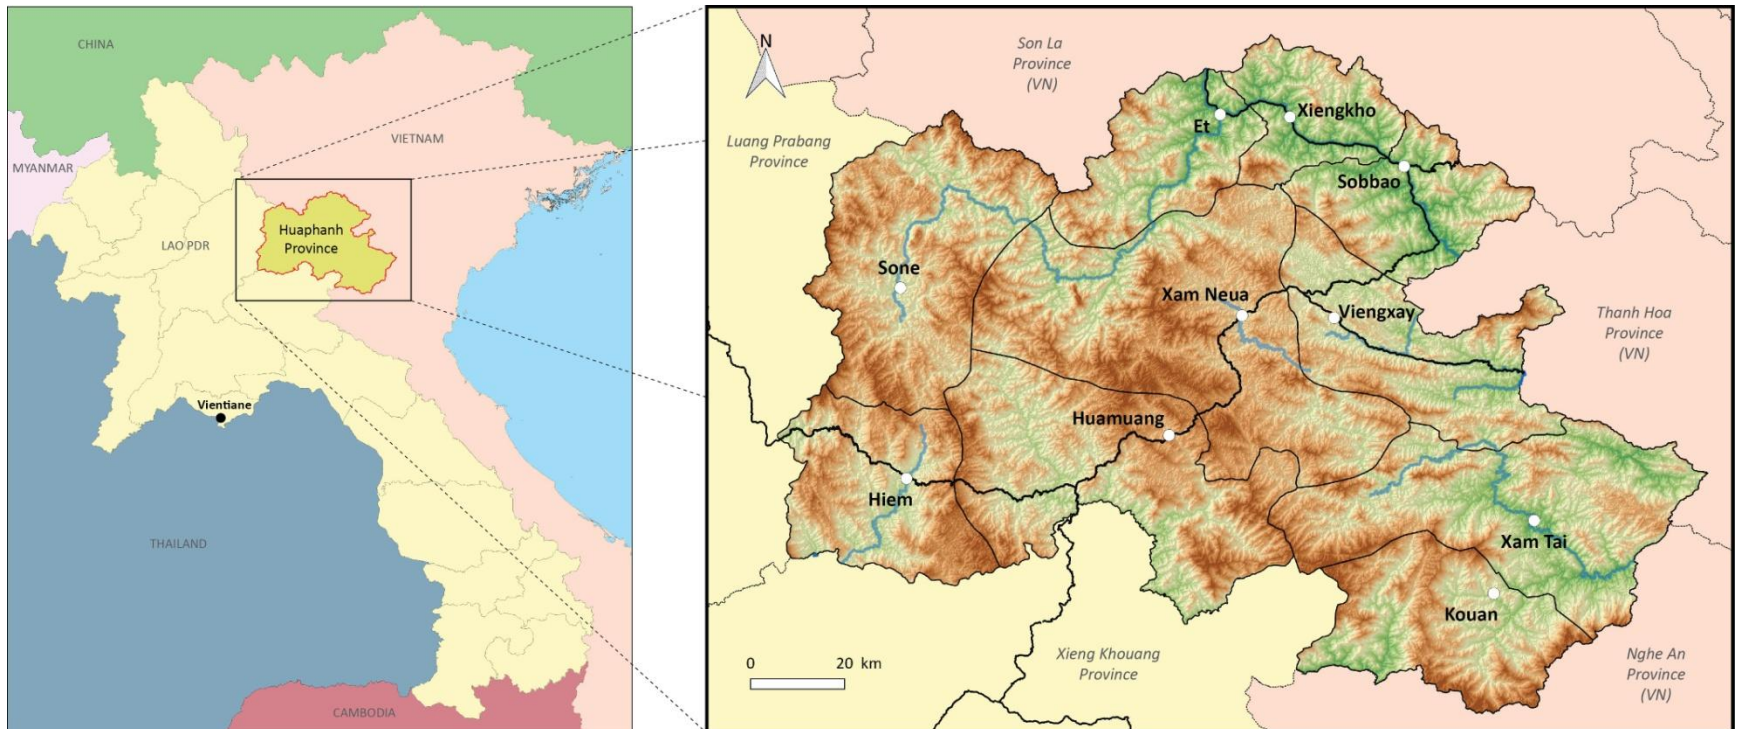 CHINA
VIETNAM
MYANMAR
LAO PDR
Huaphanh
Province
Vientiane
THAILAND
CAMBODIA
N
Son La
Province
(VN)
Luang Prabang
Province
Et
Xiengkho
Sobbao
Sone
Xam Neua
Viengxay
Thanh Hoa
Province
(VN)
Huamuang
Hiem
Xam Tai
Kouan
0 20 km
Xieng Khouang
Province
Nghe An
Province
(VN)